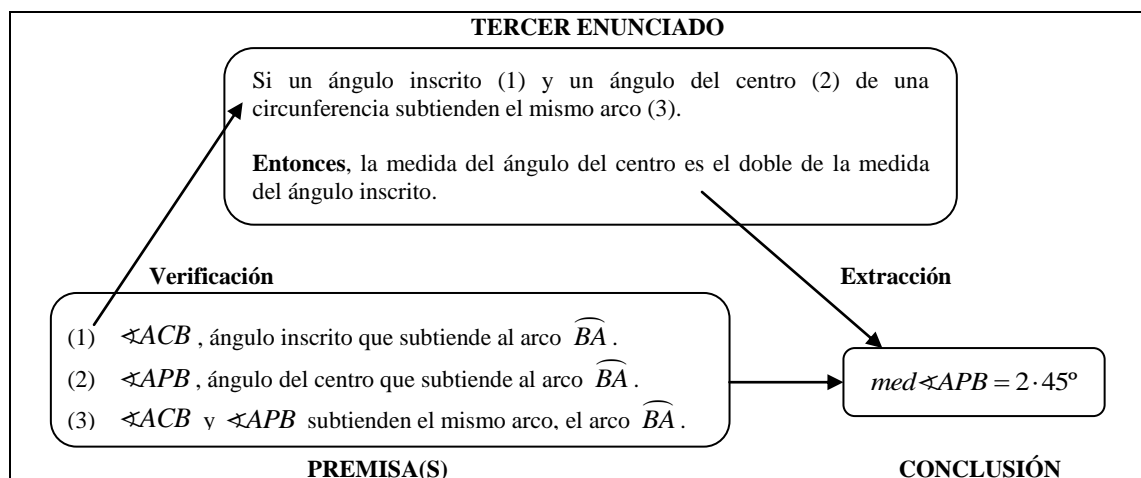 TERCER ENUNCIADO
Si un ángulo inscrito (1) y un ángulo del centro (2) de una
circunferencia subtienden el mismo arco (3).
Entonces, la medida del ángulo del centro es el doble de la medida
del ángulo inscrito.
Verificación
Extracción
(1) ∢ACB , ángulo inscrito que subtiende al arco B͡A .
(2) ∢APB , ángulo del centro que subtiende al arco B͡A .
(3) ∢ACB y ∢APB subtienden el mismo arco, el arco B͡A .
med∢APB = 2·45º
PREMISA(S)
CONCLUSIÓN